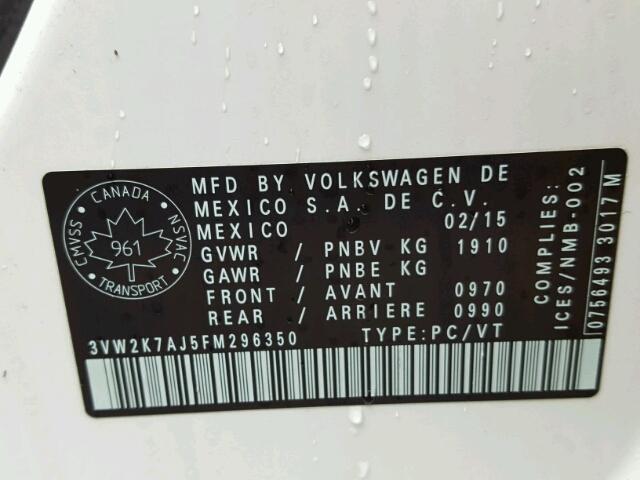 CANADA
CMVSS
NSVAC
961
TRANSPORT
MFD BY VOLKSWAGEN DE
MEXICO S.A. DE C.V.
MEXICO 02/15
GVWR / PNBV KG 1910
GAWR / PNBE KG
FRONT / AVANT 0970
REAR / ARRIERE 0990
3VW2K7AJ5FM296350 TYPE:PC/VT
COMPLIES:
ICES/NMB-002
0756493 3017 M